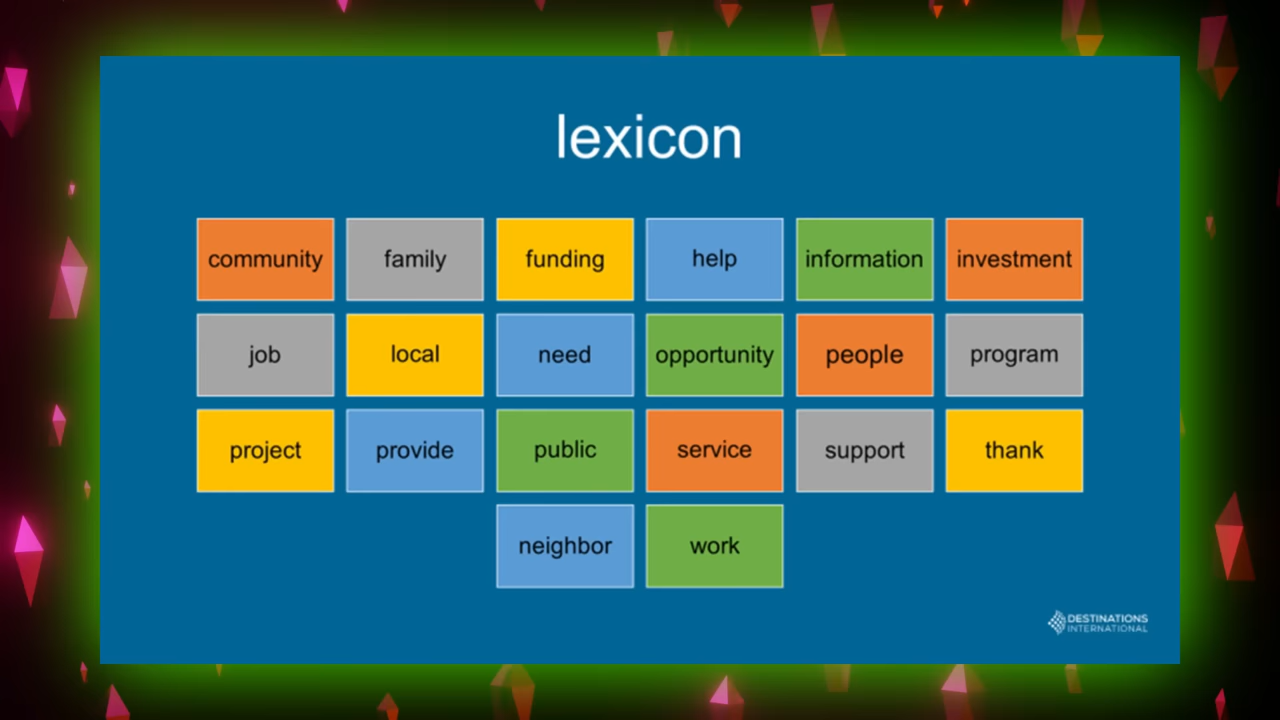 lexicon
community family funding help information investment
job local need opportunity people program
project provide public service support thank
neighbor work
DESTINATIONS
INTERNATIONAL